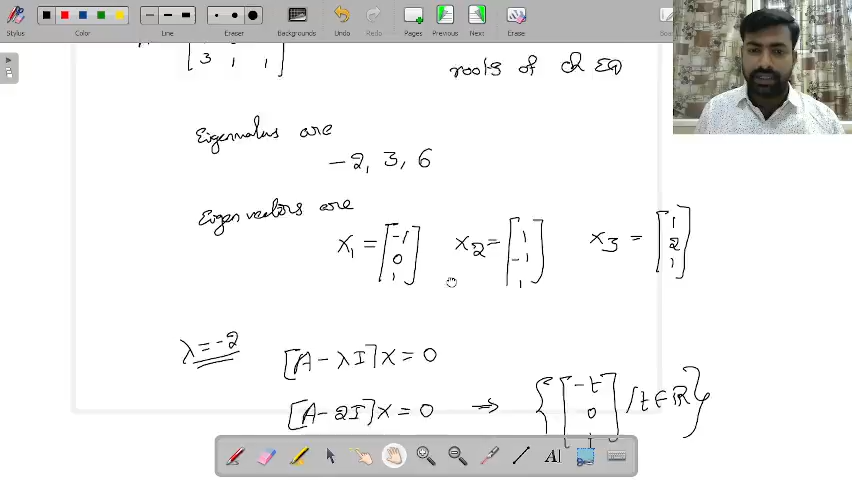 Stylus Color Line Eraser Backgrounds Undo Redo Pages Previous Next Erase
3 1 1
roots of ch EQ
Eigenvalues are
-2, 3, 6
Eigen vectors are
X1 = [-1 0 1] X2 = [1 -1 1] X3 = [1 2 1]
λ = -2
[A - λI]X = 0
[A - 2I]X = 0 ⇒ { [-t 0 / t ∈ R }